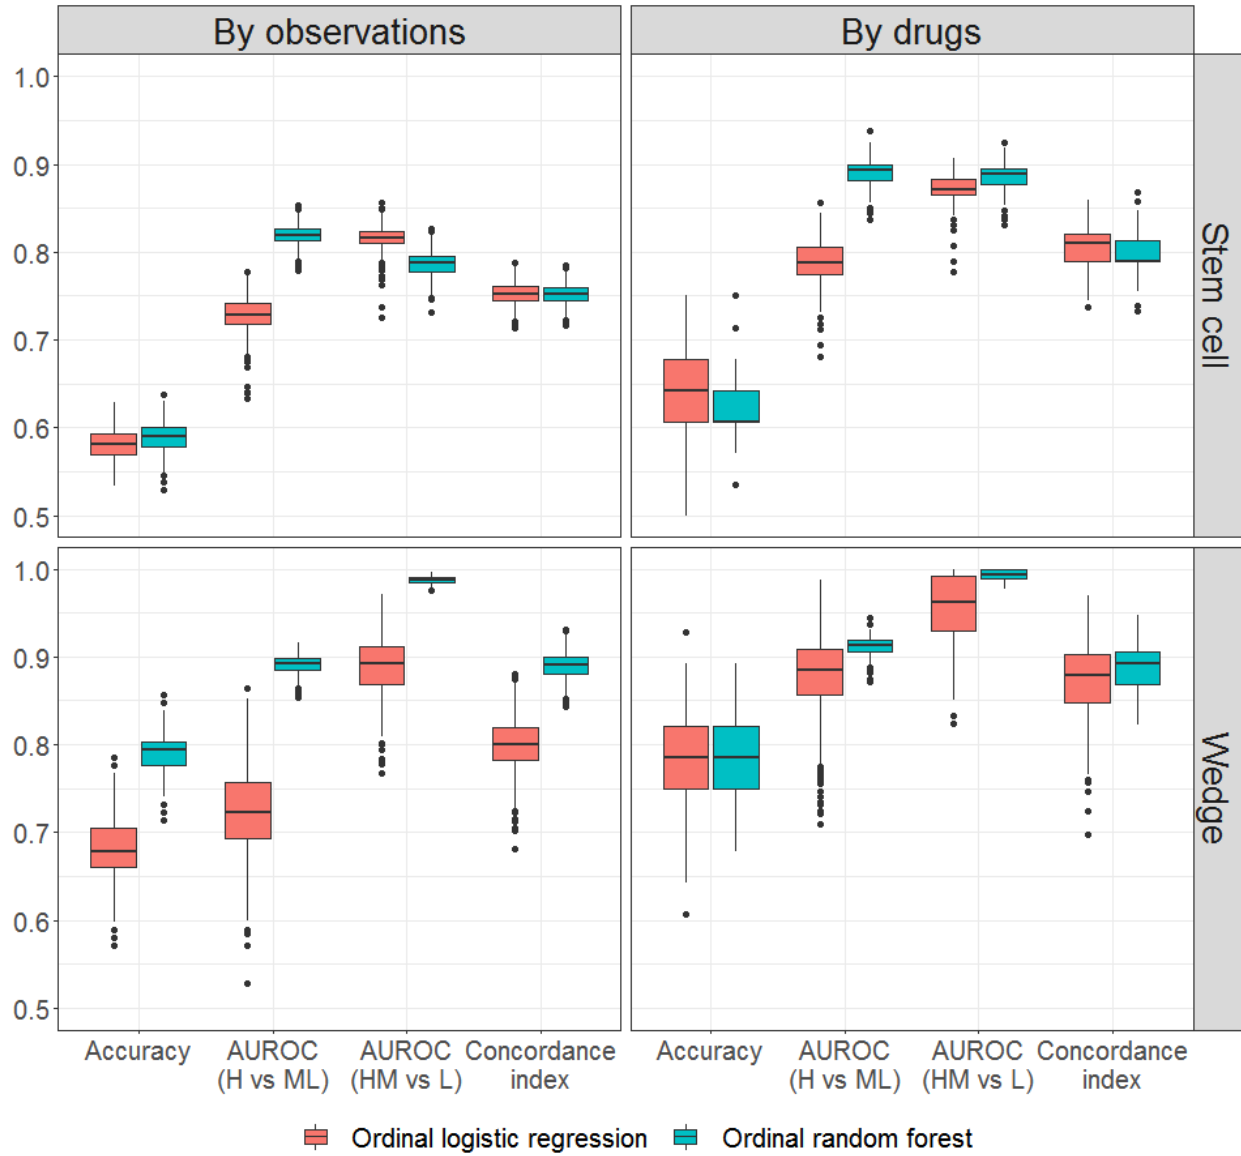 By observations
By drugs
1.0
0.9
0.8
0.7
0.6
0.5
Stem cell
1.0
0.9
0.8
0.7
0.6
0.5
Wedge
Accuracy
AUROC
(H vs ML)
AUROC
(HM vs L)
Concordance
index
Accuracy
AUROC
(H vs ML)
AUROC
(HM vs L)
Concordance
index
Ordinal logistic regression
Ordinal random forest